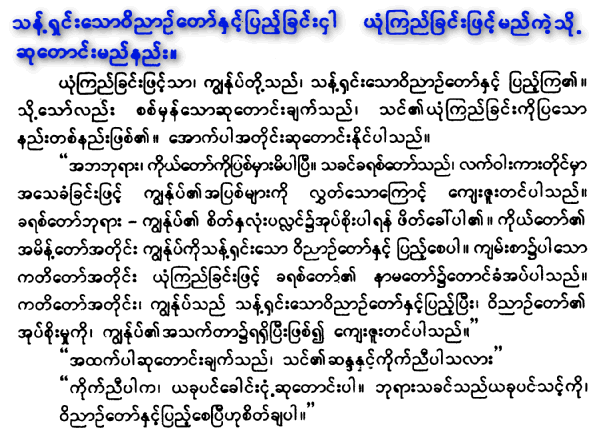 သန့်ရှင်းသောဝိညာဉ်တော်နှင့်ပြည့်ခြင်းငှါ ယုံကြည်ခြင်းဖြင့်မည်ကဲ့သို့
ဆုတောင်းမည်နည်း။
ယုံကြည်ခြင်းဖြင့်သာ၊ ကျွန်ုပ်တို့သည်၊ သန့်ရှင်းသောဝိညာဉ်တော်နှင့် ပြည့်ကြ၏။
သို့သော်လည်း စစ်မှန်သောဆုတောင်းချက်သည်၊ သင်၏ယုံကြည်ခြင်းကိုပြသော
နည်းတစ်နည်းဖြစ်၏။ အောက်ပါအတိုင်းဆုတောင်းနိုင်ပါသည်။
“အဘဘုရား၊ ကိုယ်တော်ကိုပြစ်မှားမိပါပြီ။ သခင်ခရစ်တော်သည်၊ လက်ဝါးကားတိုင်မှာ
အသေခံခြင်းဖြင့် ကျွန်ုပ်၏အပြစ်များကို လွှတ်သောကြောင့် ကျေးဇူးတင်ပါသည်။
ခရစ်တော်ဘုရား – ကျွန်ုပ်၏ စိတ်နှလုံးပလ္လင်၌အုပ်စိုးပါရန် ဖိတ်ခေါ်ပါ၏။ ကိုယ်တော်၏
အမိန့်တော်အတိုင်း ကျွန်ုပ်ကိုသန့်ရှင်းသော ဝိညာဉ်တော်နှင့် ပြည့်စေပါ။ ကျမ်းစာ၌ပါသော
ကတိတော်အတိုင်း ယုံကြည်ခြင်းဖြင့် ခရစ်တော်၏ နာမတော်၌တောင်ခံအပ်ပါသည်။
ကတိတော်အတိုင်း၊ ကျွန်ုပ်သည် သန့်ရှင်းသောဝိညာဉ်တော်နှင့်ပြည့်ပြီး၊ ဝိညာဉ်တော်၏
အုပ်စိုးမှုကို၊ ကျွန်ုပ်၏အသက်တာ၌ရရှိပြီးဖြစ်၍ ကျေးဇူးတင်ပါသည်။”
“အထက်ပါဆုတောင်းချက်သည်၊ သင်၏ဆန္ဒနှင့်ကိုက်ညီပါသလား”
“ကိုက်ညီပါက၊ ယခုပင်ခေါင်းငုံ့ဆုတောင်းပါ။ ဘုရားသခင်သည်ယခုပင်သင့်ကို၊
ဝိညာဉ်တော်နှင့်ပြည့်စေပြီဟုစိတ်ချပါ။”